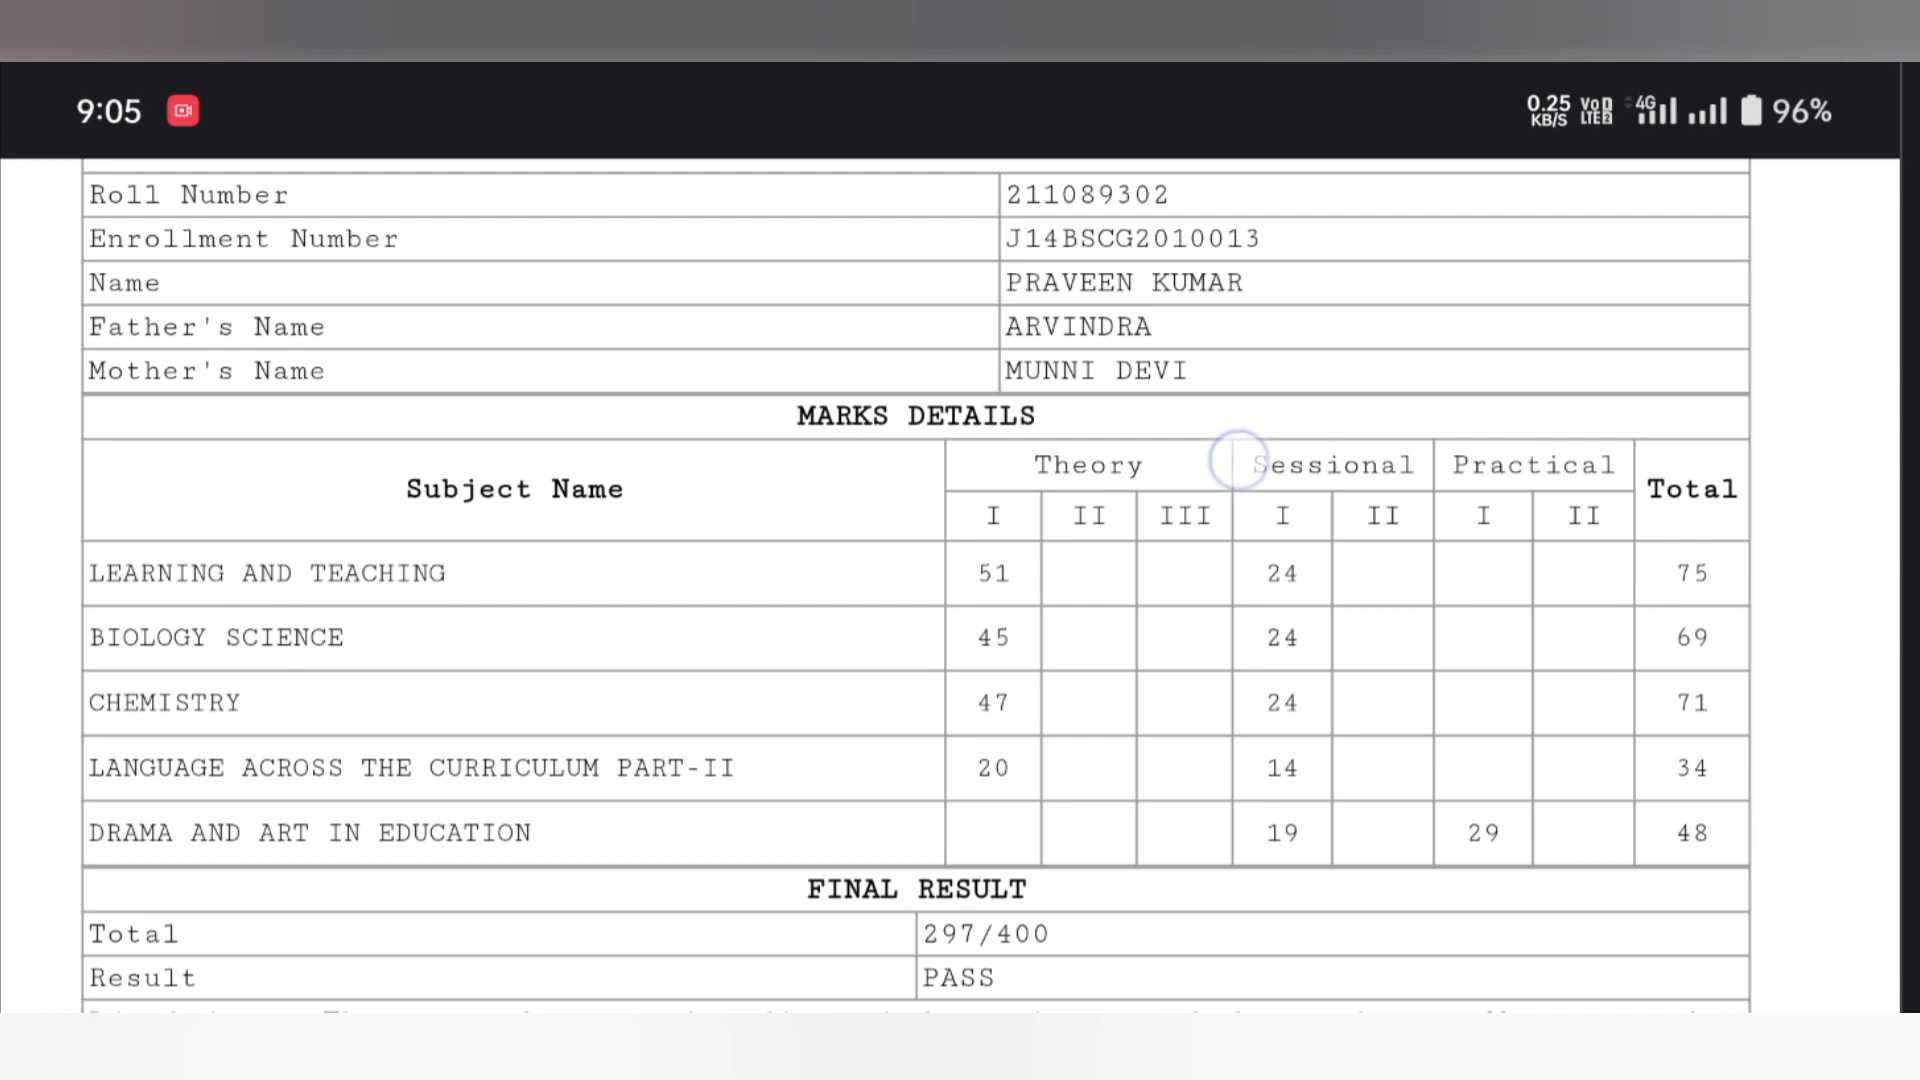 9:05 0.25 KB/S VoD LTE2 4G 96%
Roll Number 211089302
Enrollment Number J14BSCG2010013
Name PRAVEEN KUMAR
Father's Name ARVINDRA
Mother's Name MUNNI DEVI
MARKS DETAILS
Subject Name Theory Sessional Practical Total
I II III I II I II
LEARNING AND TEACHING 51 24 75
BIOLOGY SCIENCE 45 24 69
CHEMISTRY 47 24 71
LANGUAGE ACROSS THE CURRICULUM PART-II 20 14 34
DRAMA AND ART IN EDUCATION 19 29 48
FINAL RESULT
Total 297/400
Result PASS